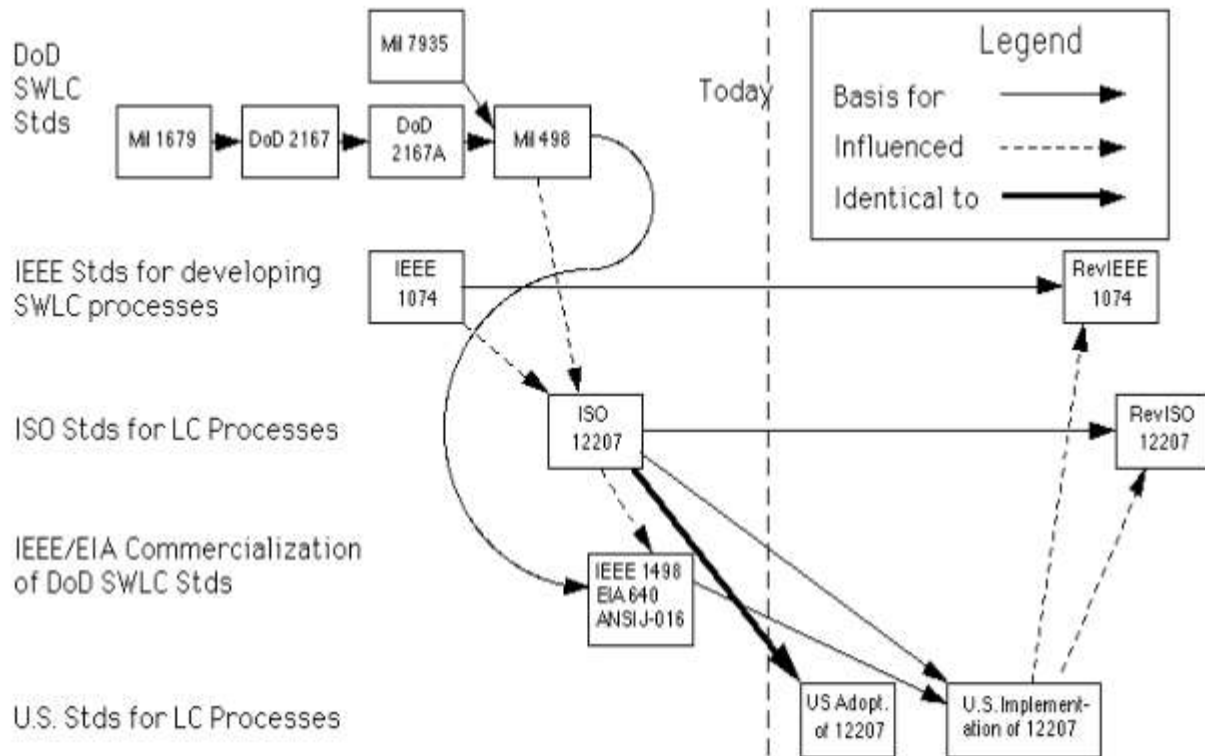 DoD
SWLC
Stds
Mil 7935
Mil 1679
DoD 2167
DoD
2167A
Mil 498
Today
Legend
Basis for
Influenced
Identical to
IEEE Stds for developing
SWLC processes
IEEE
1074
RevIEEE
1074
ISO Stds for LC Processes
ISO
12207
RevISO
12207
IEEE/EIA Commercialization
of DoD SWLC Stds
IEEE 1498
EIA 640
ANSI J-016
U.S. Stds for LC Processes
US Adopt.
of 12207
U.S. Implement-
ation of 12207